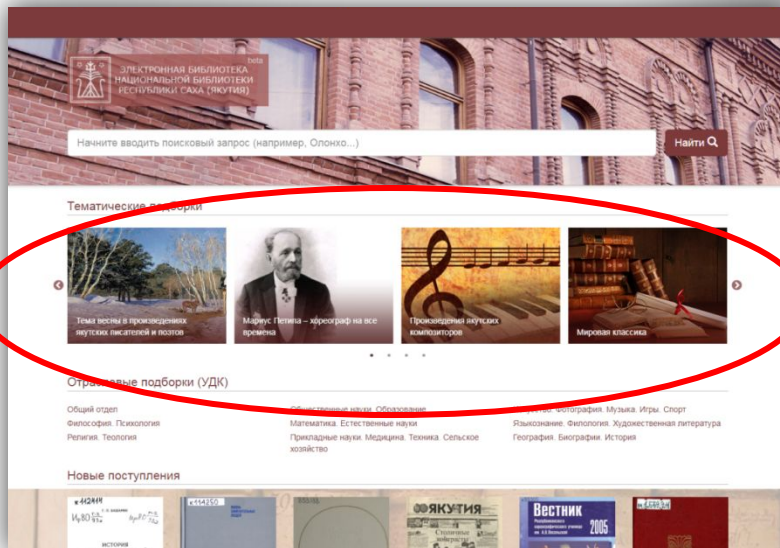 beta
ЭЛЕКТРОННАЯ БИБЛИОТЕКА
НАЦИОНАЛЬНОЙ БИБЛИОТЕКИ
РЕСПУБЛИКИ САХА (ЯКУТИЯ)
Начните вводить поисковый запрос (например, Олонхо...)
Найти
Тематические подборки
Тема весны в произведениях
якутских писателей и поэтов
Мариус Петипа – хореограф на все
времена
Произведения якутских
композиторов
Мировая классика
Отраслевые подборки (УДК)
Общий отдел
Философия. Психология
Религия. Теология
Общественные науки. Образование
Математика. Естественные науки
Прикладные науки. Медицина. Техника. Сельское
хозяйство
Фотография. Музыка. Игры. Спорт
Языкознание. Филология. Художественная литература
География. Биографии. История
Новые поступления
ИСТОРИЯ
ЯКУТИЯ
Столичные
Вестник
2005